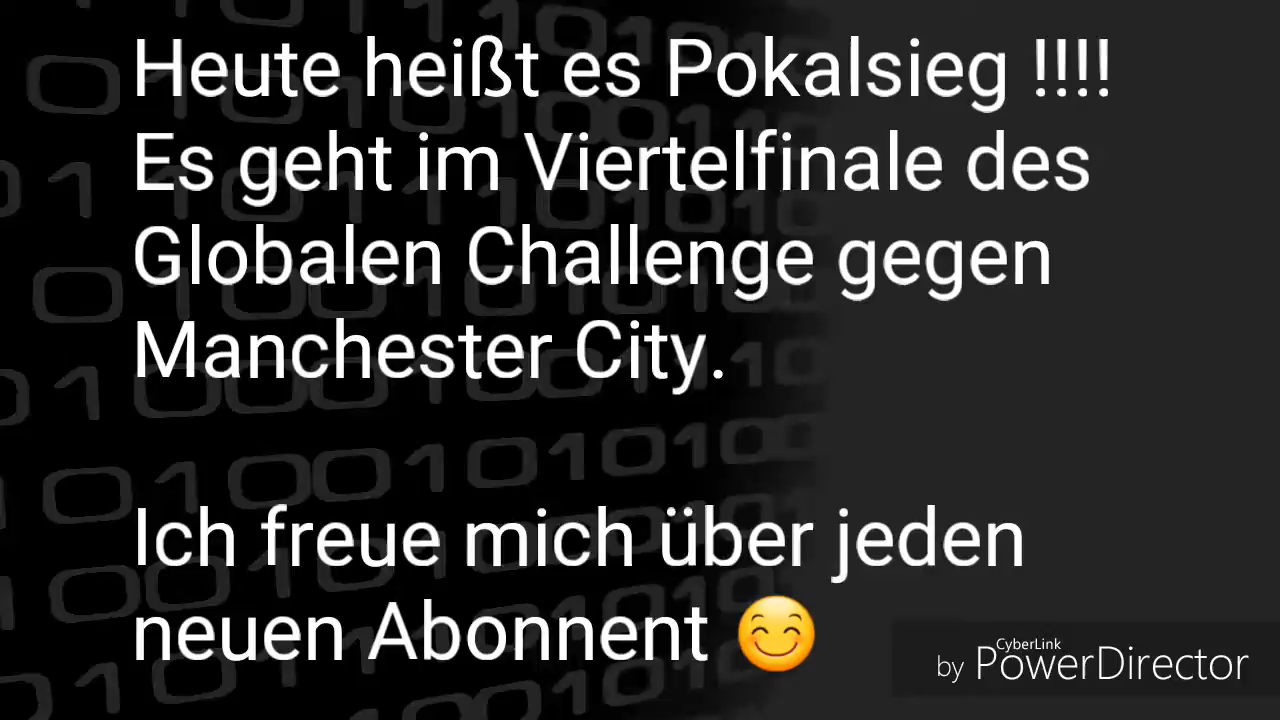 Heute heißt es Pokalsieg !!!!
Es geht im Viertelfinale des
Globalen Challenge gegen
Manchester City.
Ich freue mich über jeden
neuen Abonnent 😊
by CyberLink PowerDirector